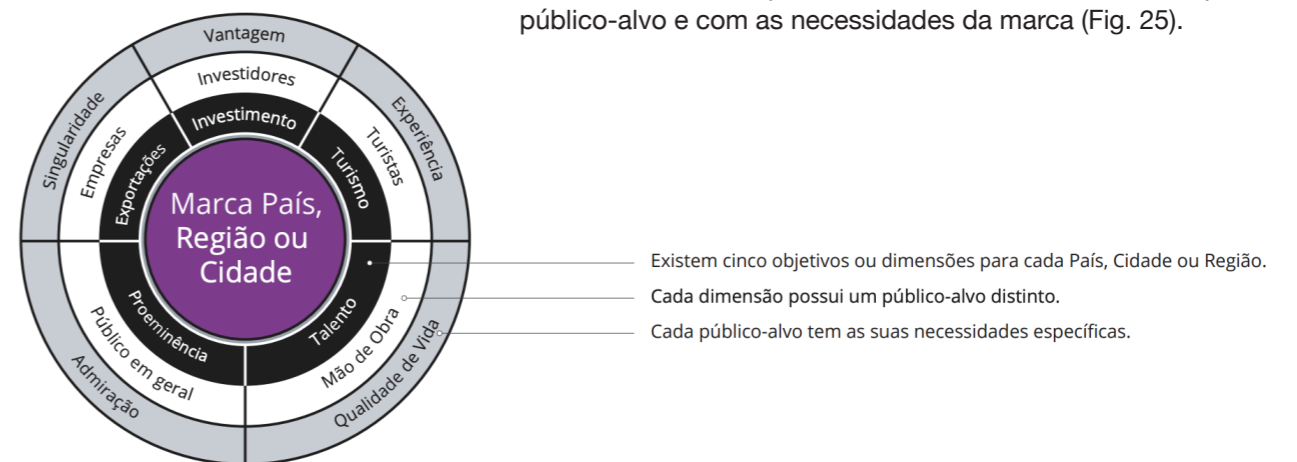 público-alvo e com as necessidades da marca (Fig. 25).
Vantagem
Investidores
Investimento
Experiência
Turistas
Turismo
Singularidade
Empresas
Exportações
Marca País,
Região ou
Cidade
Talento
Mão de Obra
Qualidade de Vida
Proeminência
Público em geral
Admiração
Existem cinco objetivos ou dimensões para cada País, Cidade ou Região.
Cada dimensão possui um público-alvo distinto.
Cada público-alvo tem as suas necessidades específicas.